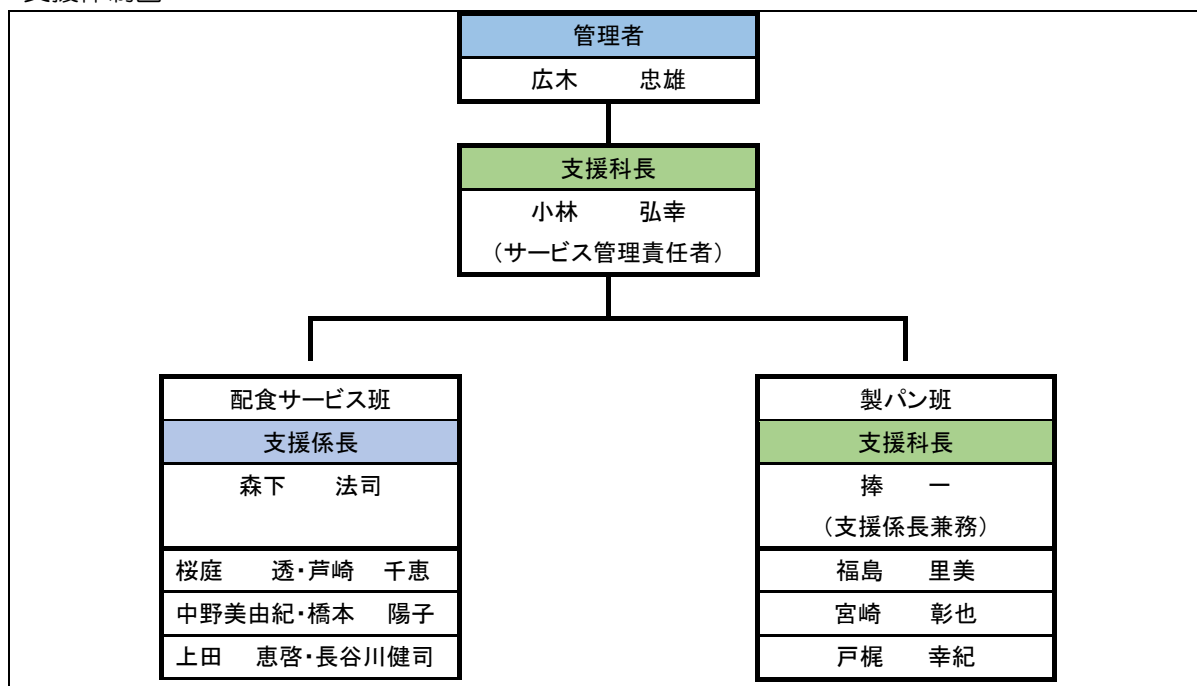 管理者
広木　　忠雄
支援科長
小林　　弘幸
（サービス管理責任者）
配食サービス班
支援係長
森下　　法司
桜庭　　透・芦崎　千恵
中野美由紀・橋本　陽子
上田　恵啓・長谷川健司
製パン班
支援科長
捧　　一
（支援係長兼務）
福島　　里美
宮崎　　彰也
戸梶　　幸紀